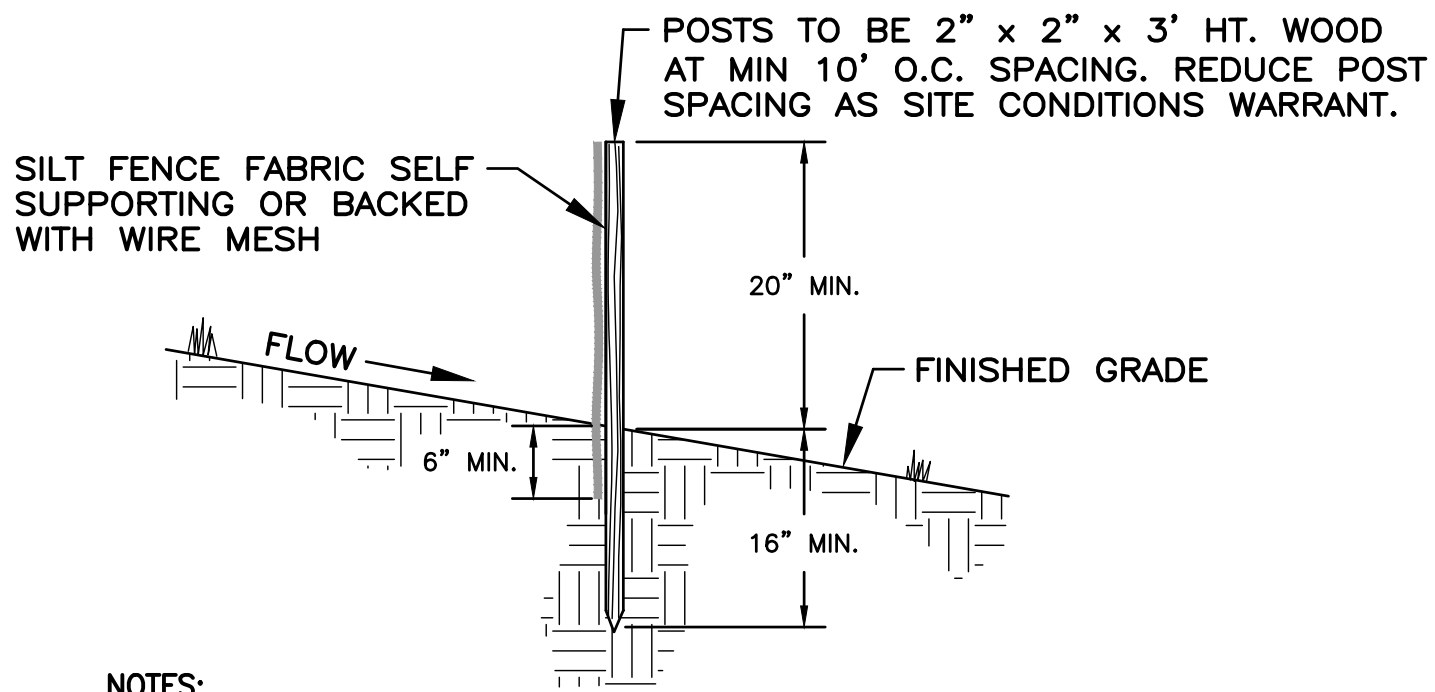 POSTS TO BE 2” x 2” x 3’ HT. WOOD
AT MIN 10’ O.C. SPACING. REDUCE POST
SPACING AS SITE CONDITIONS WARRANT.
SILT FENCE FABRIC SELF
SUPPORTING OR BACKED
WITH WIRE MESH
20” MIN.
FLOW
FINISHED GRADE
6” MIN.
16” MIN.
NOTES: